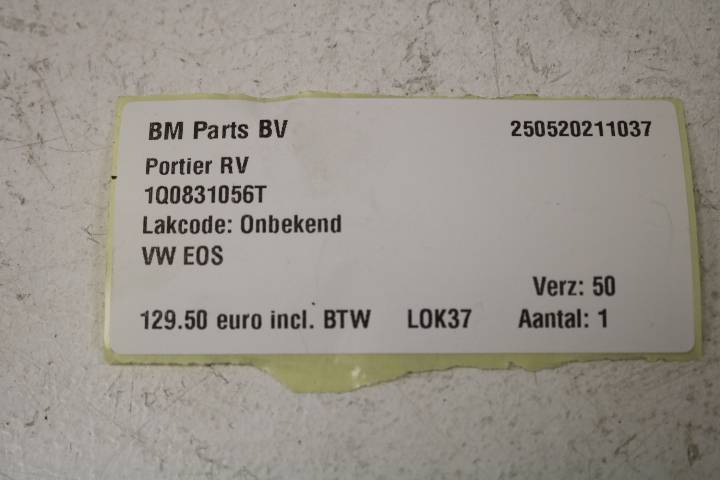 BM Parts BV 250520211037
Portier RV
1Q0831056T
Lakcode: Onbekend
VW EOS
Verz: 50
129.50 euro incl. BTW LOK37 Aantal: 1